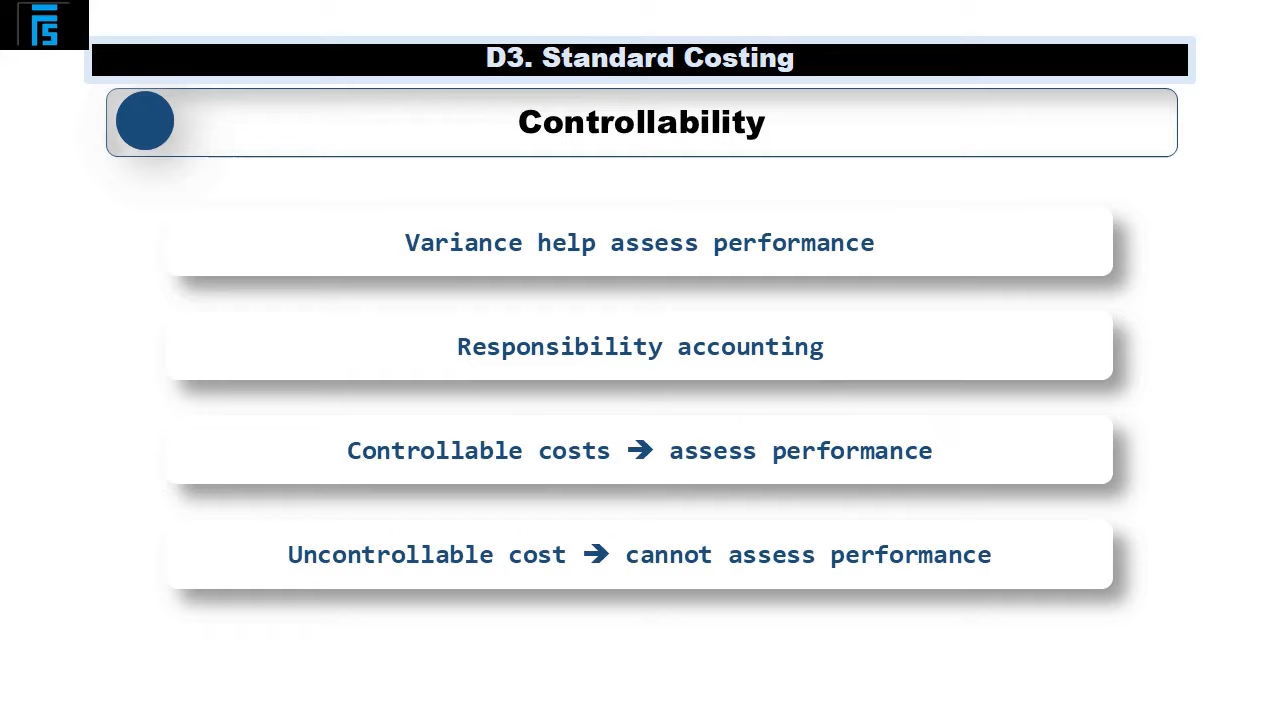 D3. Standard Costing
Controllability
Variance help assess performance
Responsibility accounting
Controllable costs → assess performance
Uncontrollable cost → cannot assess performance